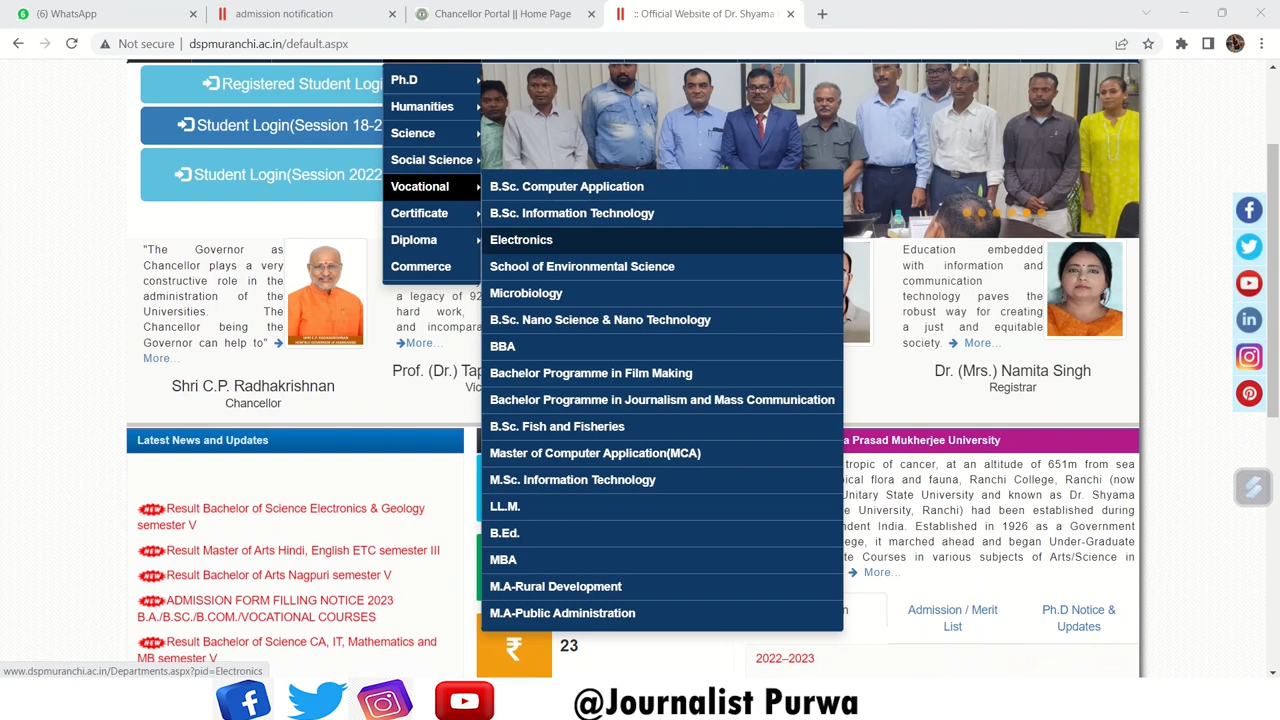 (6) WhatsApp
admission notification
Chancellor Portal || Home Page
:: Official Website of Dr. Shyama
Not secure
dspmuranchi.ac.in/default.aspx
Registered Student Logi
Student Login(Session 18-2
Student Login(Session 2022
Ph.D
Humanities
Science
Social Science
Vocational
Certificate
Diploma
Commerce
B.Sc. Computer Application
B.Sc. Information Technology
Electronics
School of Environmental Science
Microbiology
B.Sc. Nano Science & Nano Technology
BBA
Bachelor Programme in Film Making
Bachelor Programme in Journalism and Mass Communication
B.Sc. Fish and Fisheries
Master of Computer Application(MCA)
M.Sc. Information Technology
LL.M.
B.Ed.
MBA
M.A-Rural Development
M.A-Public Administration
"The Governor as
Chancellor plays a very
constructive role in the
administration of the
Universities. The
Chancellor being the
Governor can help to"
More...
Shri C.P. Radhakrishnan
Chancellor
a legacy of 92
hard work,
and incompara
More...
Prof. (Dr.) Tap
Vic
Education embedded
with information and
communication
technology paves the
robust way for creating
a just and equitable
society. More...
Dr. (Mrs.) Namita Singh
Registrar
Latest News and Updates
Result Bachelor of Science Electronics & Geology
semester V
Result Master of Arts Hindi, English ETC semester III
Result Bachelor of Arts Nagpuri semester V
ADMISSION FORM FILLING NOTICE 2023
B.A./B.SC./B.COM./VOCATIONAL COURSES
Result Bachelor of Science CA, IT, Mathematics and
MB semester V
23
a Prasad Mukherjee University
tropic of cancer, at an altitude of 651m from sea
pical flora and fauna, Ranchi College, Ranchi (now
Unitary State University and known as Dr. Shyama
e University, Ranchi) had been established during
ndent India. Established in 1926 as a Government
ege, it marched ahead and began Under-Graduate
te Courses in various subjects of Arts/Science in
More...
n
Admission / Merit
List
Ph.D Notice &
Updates
2022–2023
www.dspmuranchi.ac.in/Departments.aspx?pid=Electronics
@Journalist Purwa